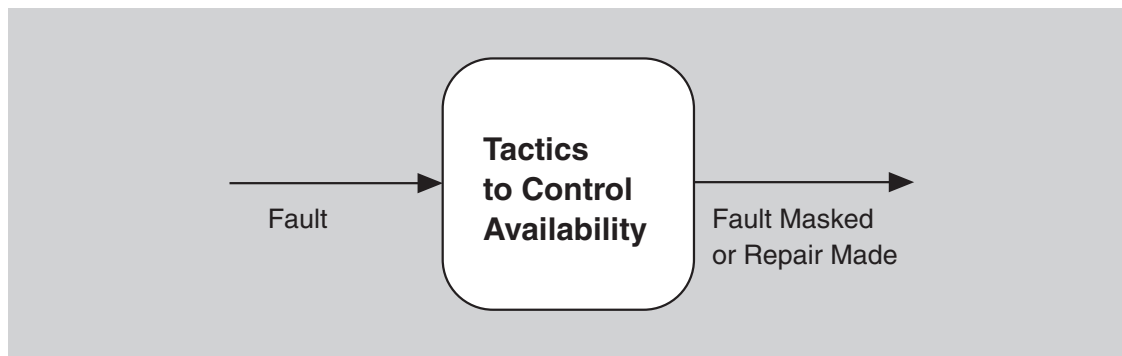 Fault
Tactics
to Control
Availability
Fault Masked
or Repair Made